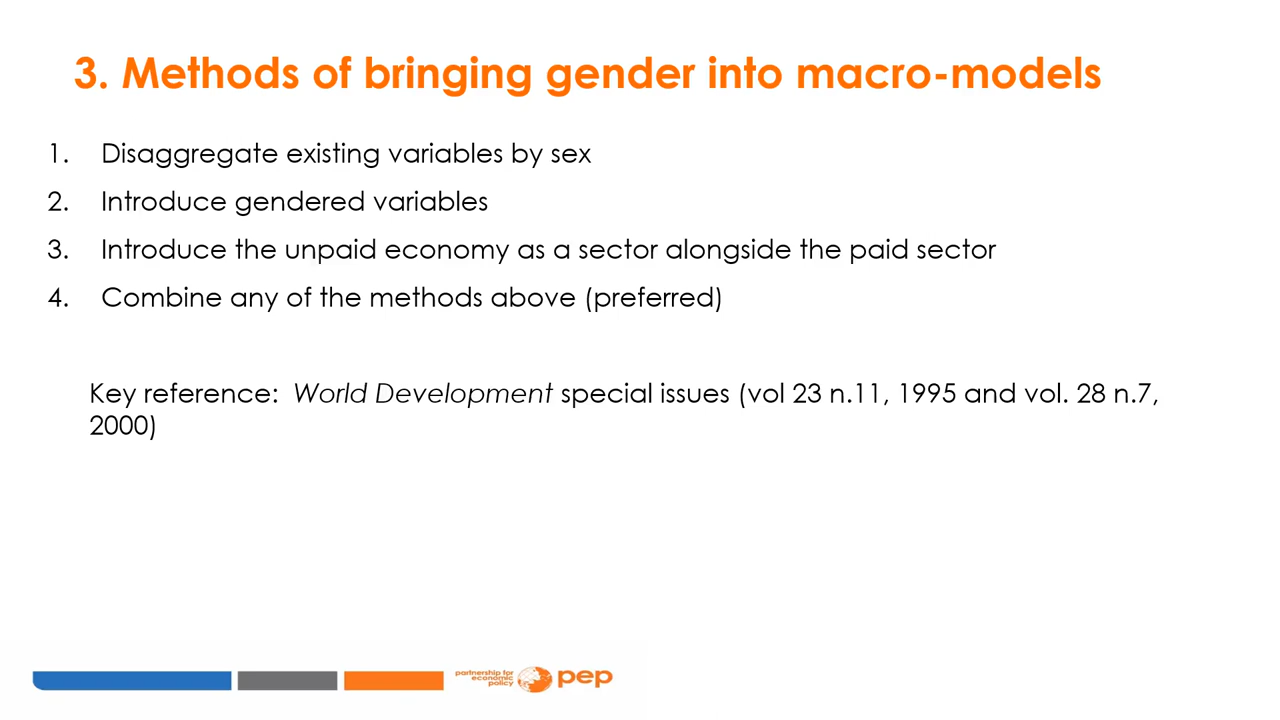 3. Methods of bringing gender into macro-models
1. Disaggregate existing variables by sex
2. Introduce gendered variables
3. Introduce the unpaid economy as a sector alongside the paid sector
4. Combine any of the methods above (preferred)
Key reference: World Development special issues (vol 23 n.11, 1995 and vol. 28 n.7,
2000)
partnership for
economic
policy
pep